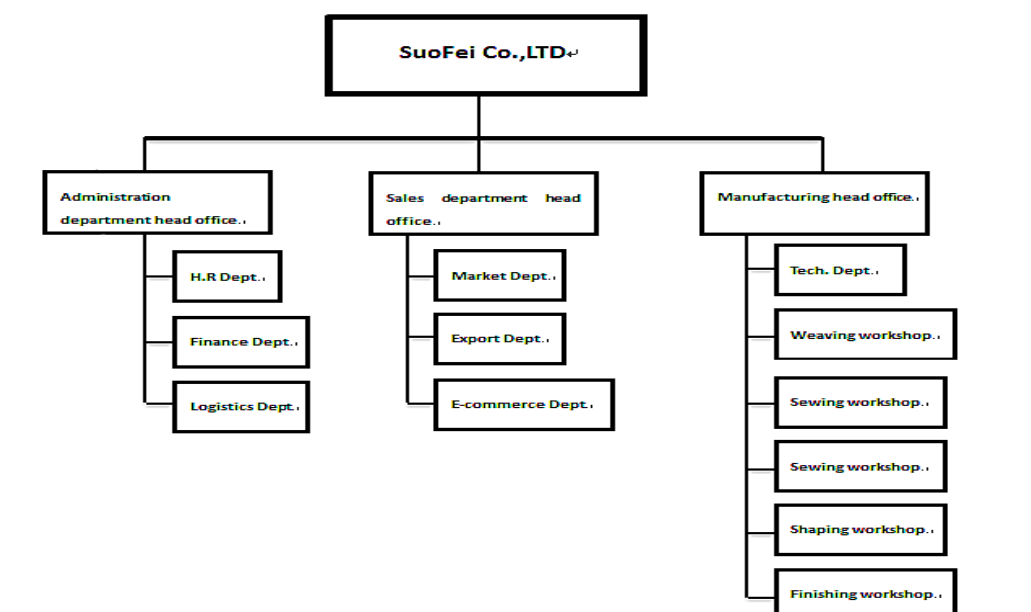 SuoFei Co.,LTD
Administration
department head office.
H.R Dept.
Finance Dept.
Logistics Dept.
Sales department head
office.
Market Dept.
Export Dept.
E-commerce Dept.
Manufacturing head office.
Tech. Dept.
Weaving workshop.
Sewing workshop.
Sewing workshop.
Shaping workshop.
Finishing workshop.